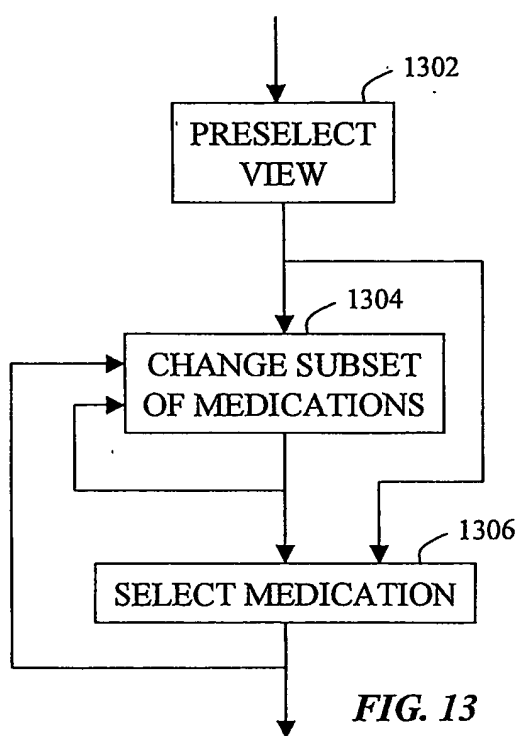 1302
PRESELECT
VIEW
1304
CHANGE SUBSET
OF MEDICATIONS
1306
SELECT MEDICATION
FIG. 13